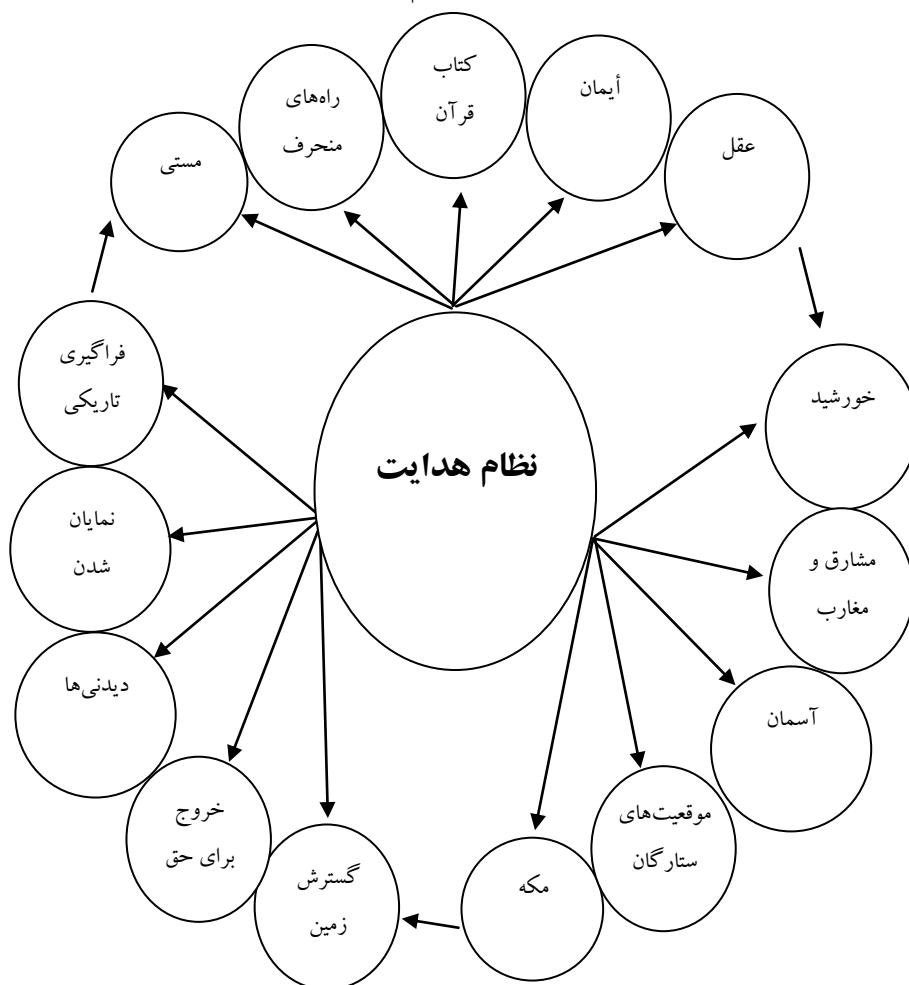 کتاب
قرآن
أیمان
عقل
راه‌های
منحرف
مستی
فراگیری
تاریکی
نمایان
شدن
دیدنی‌ها
خروج
برای حق
گسترش
زمین
مکه
موقعیت‌های
ستارگان
آسمان
مشارق و
مغارب
خورشید
نظام هدایت